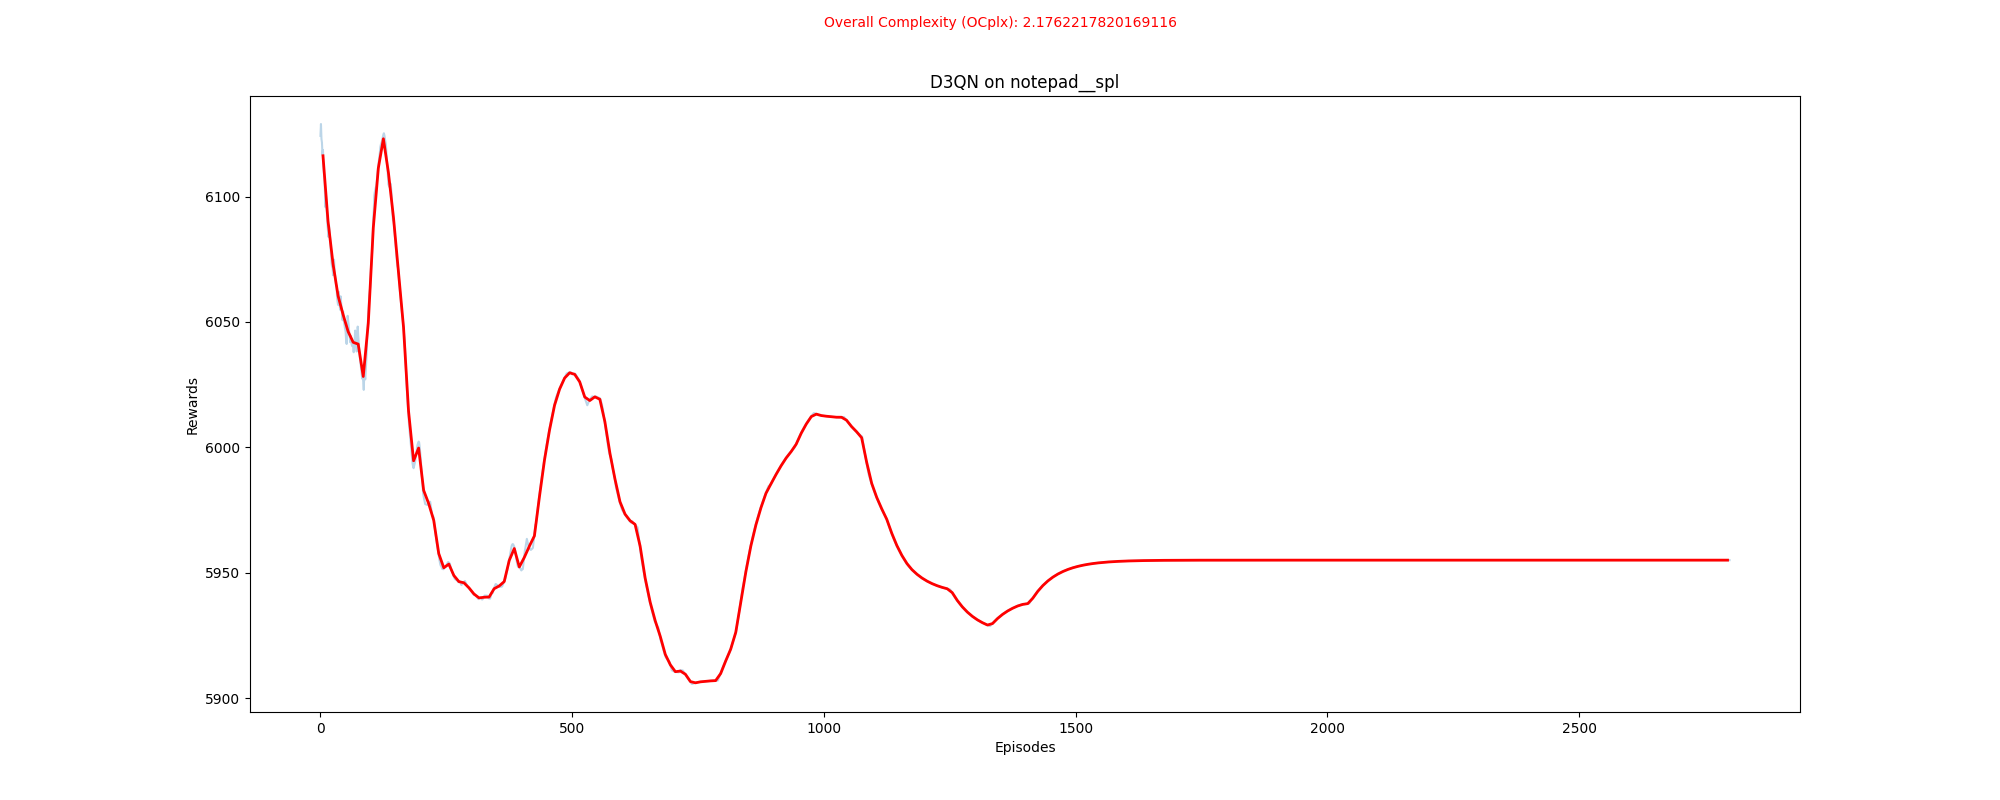 Overall Complexity (OCplx): 2.1762217820169116
D3QN on notepad__spl
Rewards
6100
6050
6000
5950
5900
0 500 1000 1500 2000 2500
Episodes